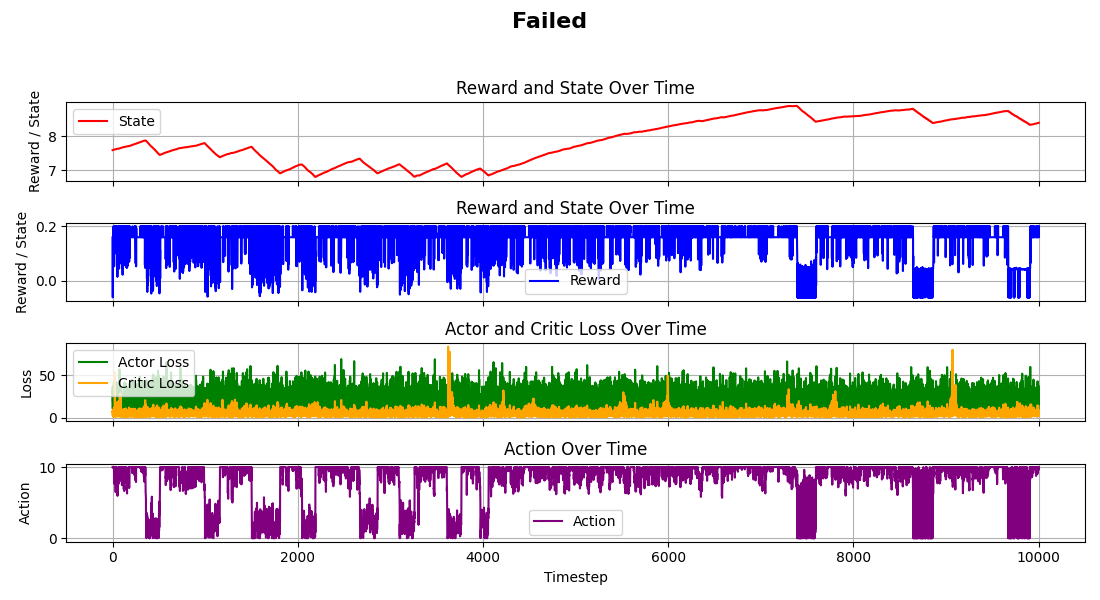 Failed
Reward and State Over Time
Reward / State
8
7
State
Reward and State Over Time
Reward / State
0.2
0.0
Reward
Actor and Critic Loss Over Time
Loss
50
0
Actor Loss
Critic Loss
Action Over Time
Action
10
0
Action
0 2000 4000 6000 8000 10000
Timestep